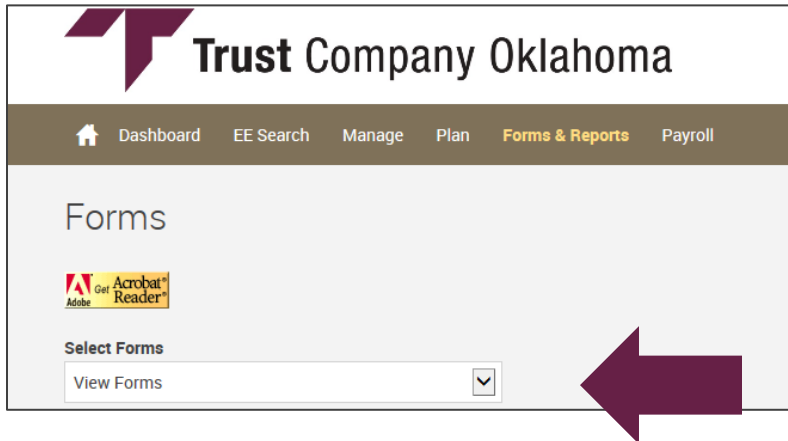 Trust Company Oklahoma
Dashboard EE Search Manage Plan Forms & Reports Payroll
Forms
Adobe Get Acrobat® Reader®
Select Forms
View Forms